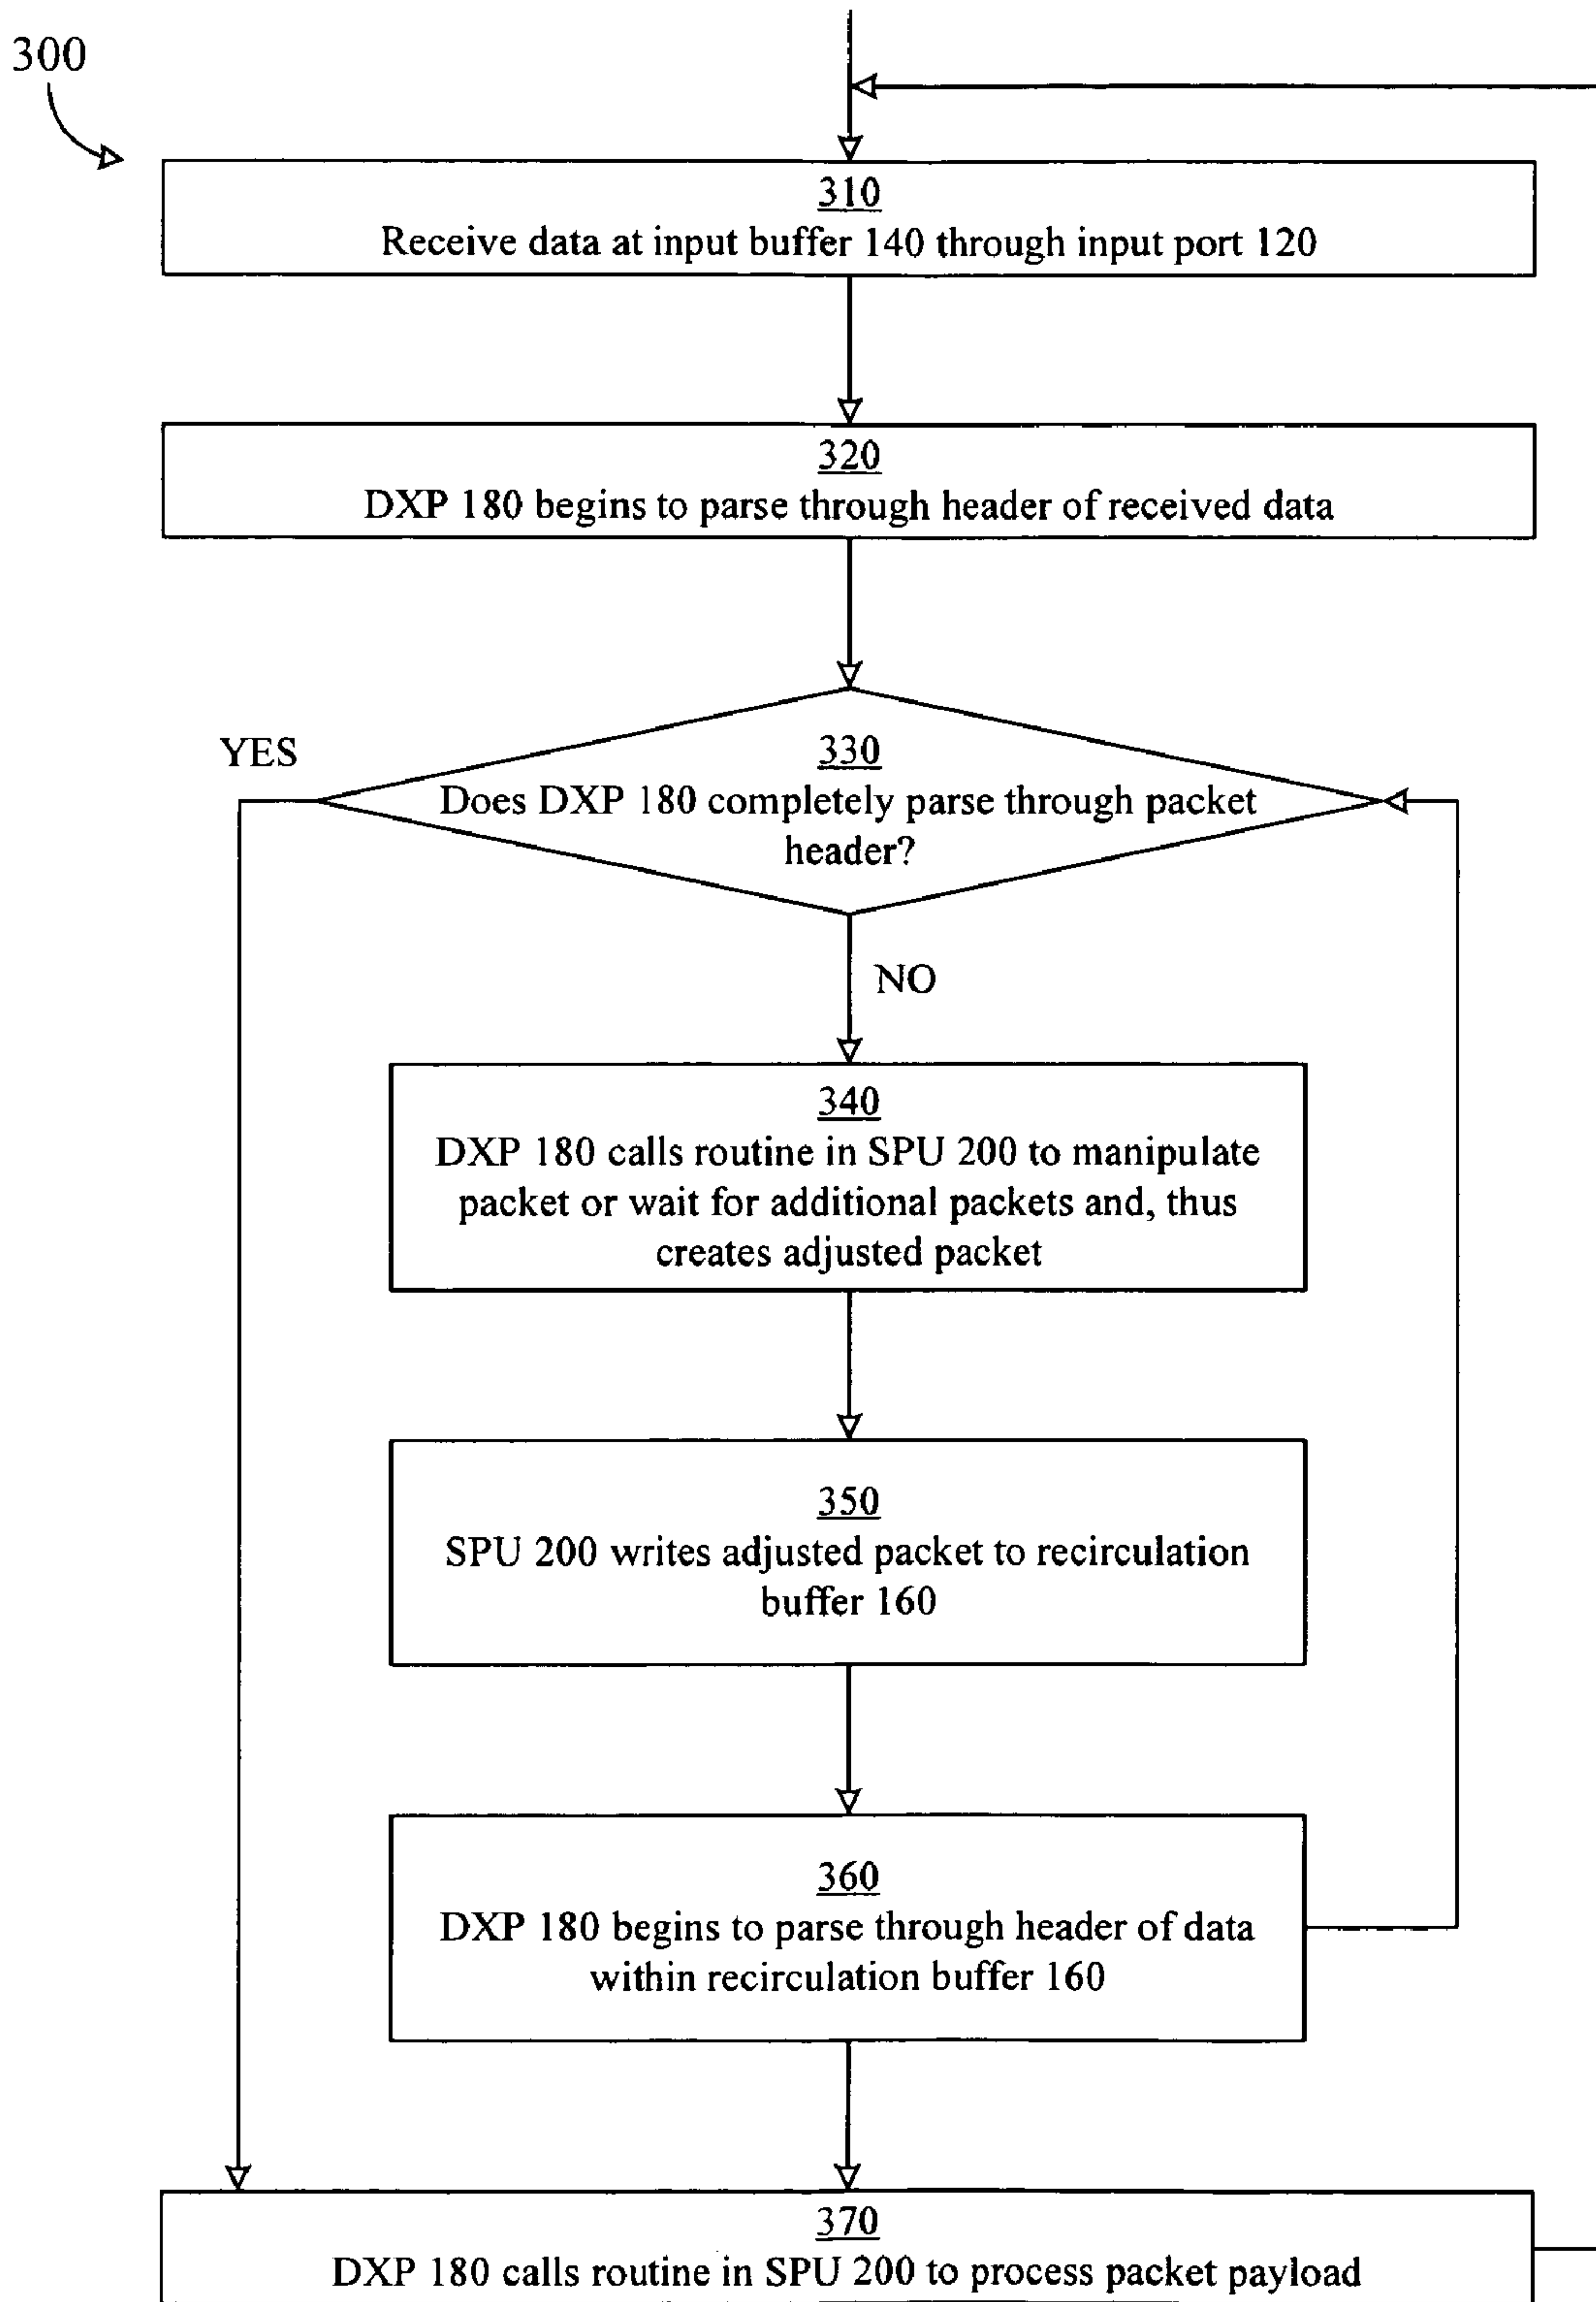 300
310
Receive data at input buffer 140 through input port 120
320
DXP 180 begins to parse through header of received data
YES
330
Does DXP 180 completely parse through packet
header?
NO
340
DXP 180 calls routine in SPU 200 to manipulate
packet or wait for additional packets and, thus
creates adjusted packet
350
SPU 200 writes adjusted packet to recirculation
buffer 160
360
DXP 180 begins to parse through header of data
within recirculation buffer 160
370
DXP 180 calls routine in SPU 200 to process packet payload